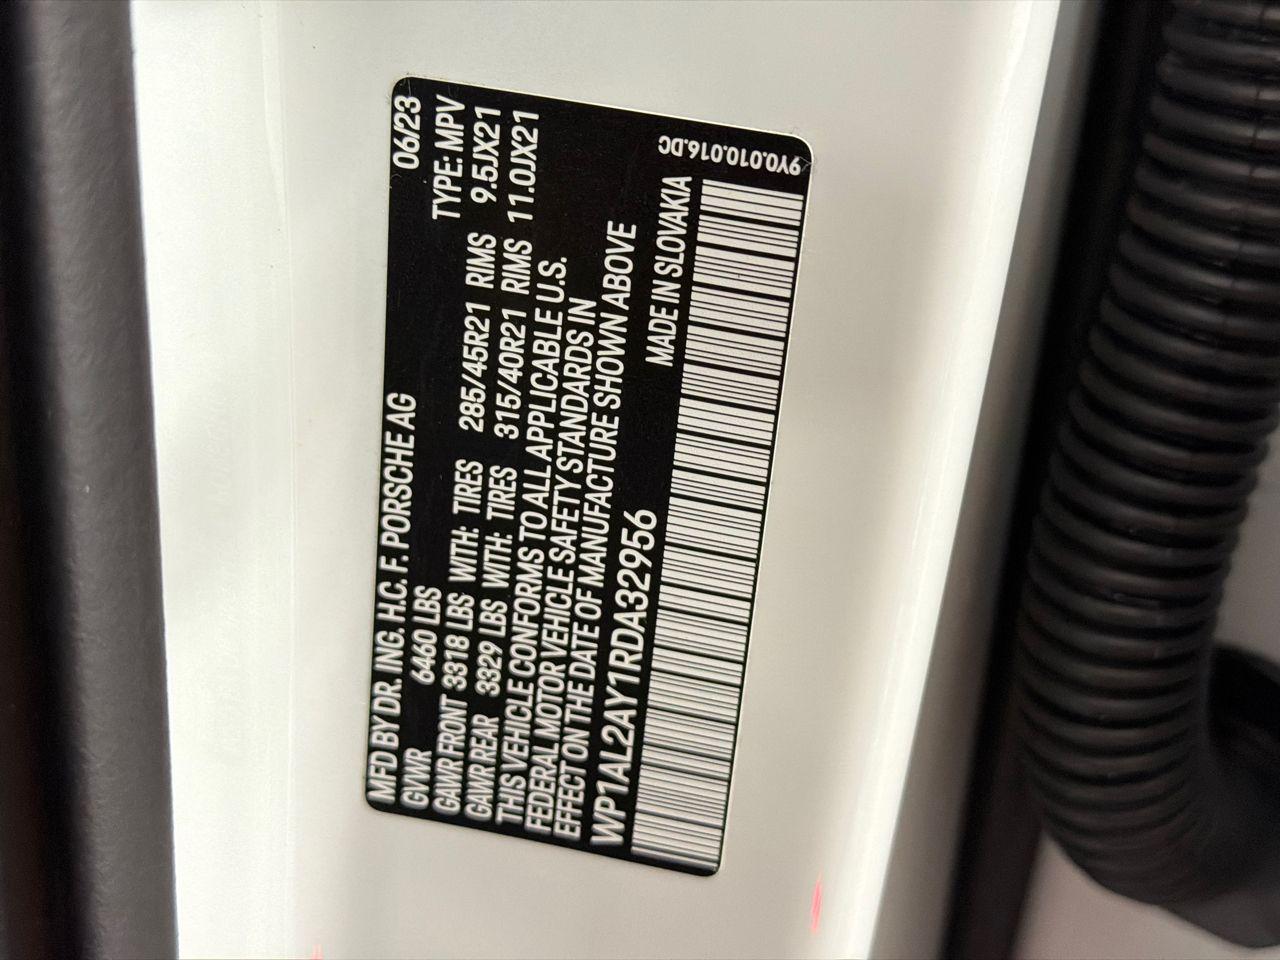 MFD BY DR. ING. H.C. F. PORSCHE AG 06/23
GVWR 6460 LBS TYPE: MPV
GAWR FRONT 3318 LBS WITH: TIRES 285/45R21 RIMS 9.5JX21
GAWR REAR 3329 LBS WITH: TIRES 315/40R21 RIMS 11.0JX21
THIS VEHICLE CONFORMS TO ALL APPLICABLE U.S.
FEDERAL MOTOR VEHICLE SAFETY STANDARDS IN
EFFECT ON THE DATE OF MANUFACTURE SHOWN ABOVE
WP1AL2AY1RDA32956
MADE IN SLOVAKIA
9Y0.010.016.DC